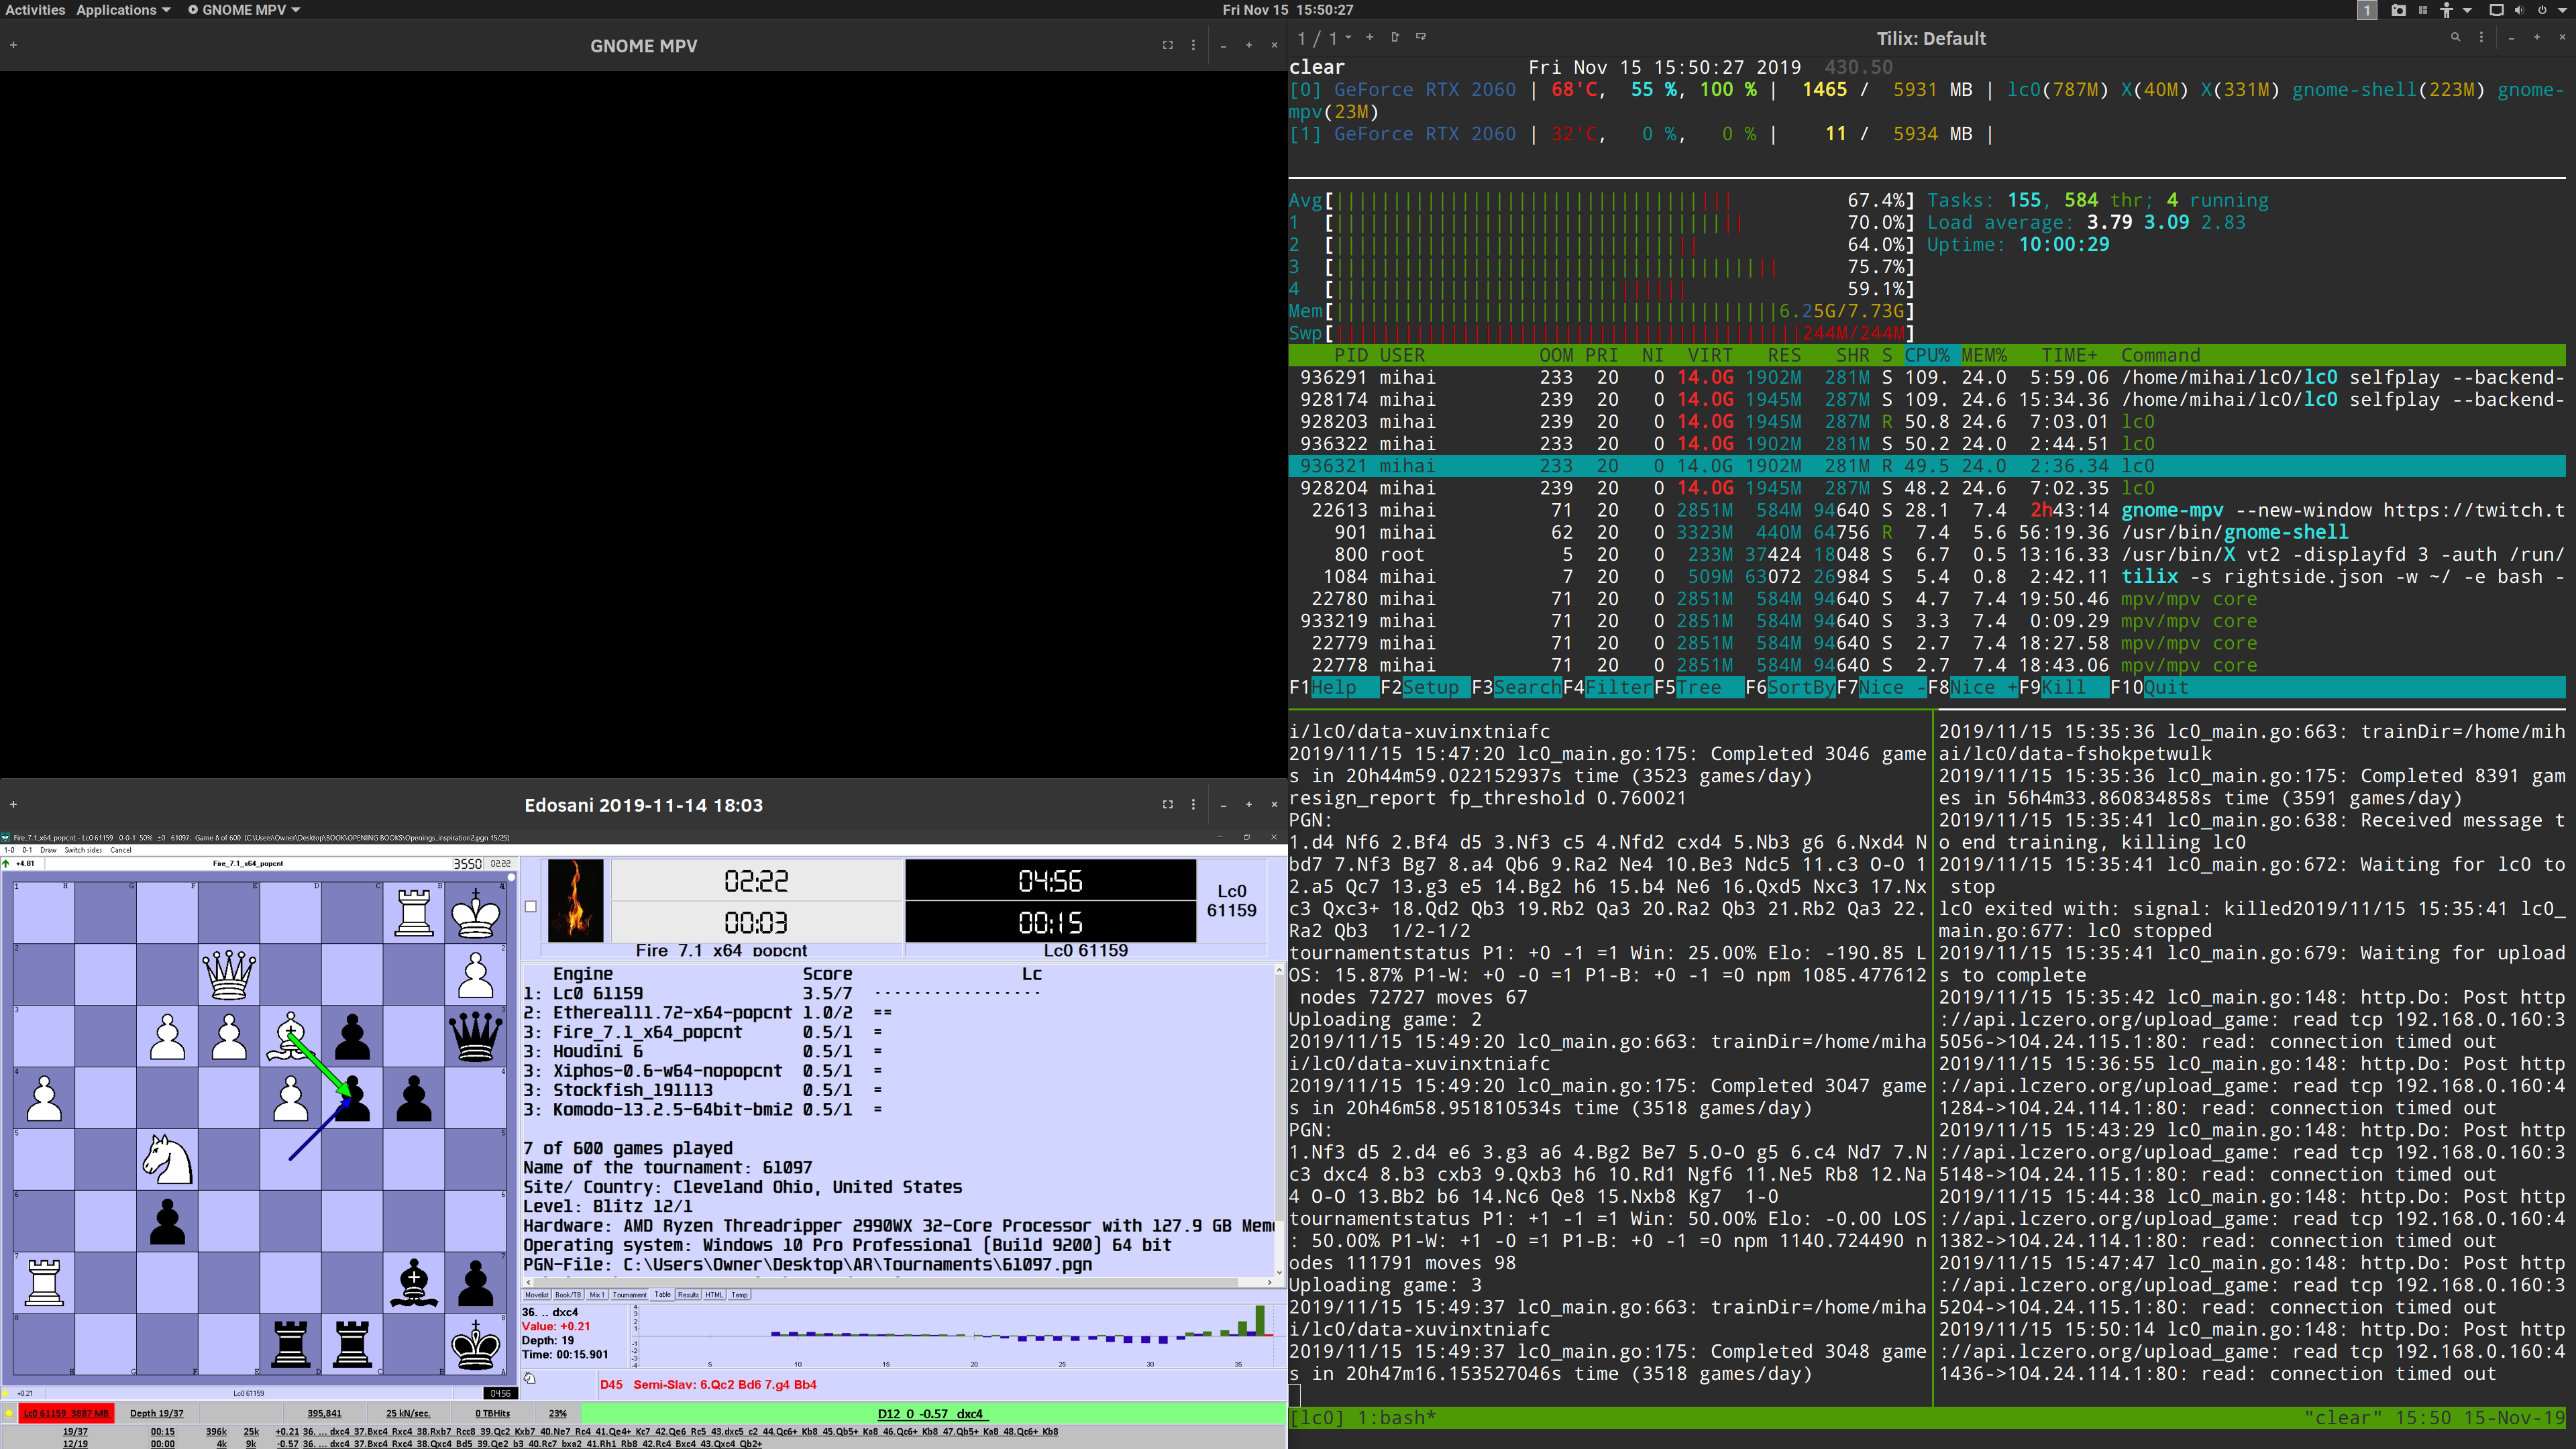 Activities Applications GNOME MPV Fri Nov 15 15:50:27 1
GNOME MPV
Edosani 2019-11-14 18:03
Fire_7.1_x64_popcnt - Lc0 61159 0-0-1 50% ±0 61097: Game 8 of 600 (C:\Users\Owner\Desktop\BOOK\OPENIING BOOKS\Openings_inspiration2.pgn 15/25)
1-0 0-1 Draw Switch sides Cancel
+4.81 Fire_7.1_x64_popcnt 3550 02:22
02:22 04:56
00:03 00:15
Lc0
61159
Fire 7.1 x64 popcnt Lc0 61159
Engine Score Lc
1: Lc0 61159 3.5/7 - - - - - - - - - - - - - - - - -
2: Ethereal11.72-x64-popcnt 1.0/2 ==
3: Fire_7.1_x64_popcnt 0.5/1 =
3: Houdini 6 0.5/1 =
3: Xiphos-0.6-w64-nopopcnt 0.5/1 =
3: Stockfish_191113 0.5/1 =
3: Komodo-13.2.5-64bit-bmi2 0.5/1 =
7 of 600 games played
Name of the tournament: 61097
Site/ Country: Cleveland Ohio, United States
Level: Blitz 12/1
Hardware: AMD Ryzen Threadripper 2990WX 32-Core Processor with 127.9 GB Mem
Operating system: Windows 10 Pro Professional (Build 9200) 64 bit
PGN-File: C:\Users\Owner\Desktop\AR\Tournaments\61097.pgn
Movelist Book/TB Mix 1 Tournament Table Results HTML Temp
36. .. dxc4
Value: +0.21
Depth: 19
Time: 00:15.901
5 10 15 20 25 30 35
D45 Semi-Slav: 6.Qc2 Bd6 7.g4 Bb4
+0.21 Lc0 61159 04:56
Lc0 61159 3887 MB Depth 19/37 395,841 25 kN/sec. 0 TBHits 23% D12 0 -0.57 dxc4
19/37 00:15 396k 25k +0.21 36. ... dxc4 37.Bxc4 Rxc4 38.Rxb7 Rcc8 39.Qc2 Kxb7 40.Ne7 Rc4 41.Qe4+ Kc7 42.Qe6 Rc5 43.dxc5 c2 44.Qc6+ Kb8 45.Qb5+ Ka8 46.Qc6+ Kb8 47.Qb5+ Ka8 48.Qc6+ Kb8
12/19 00:00 4k 9k -0.57 36. ... dxc4 37.Bxc4 Rxc4 38.Qxc4 Bd5 39.Qe2 b3 40.Rc7 bxa2 41.Rh1 Rb8 42.Rc4 Bxc4 43.Qxc4 Qb2+
1 / 1 Tilix: Default
clear Fri Nov 15 15:50:27 2019 430.50
[0] GeForce RTX 2060 | 68'C, 55 %, 100 % | 1465 / 5931 MB | lc0(787M) X(40M) X(331M) gnome-shell(223M) gnome-
mpv(23M)
[1] GeForce RTX 2060 | 32'C, 0 %, 0 % | 11 / 5934 MB |
Avg[ 67.4%] Tasks: 155, 584 thr; 4 running
1 [ 70.0%] Load average: 3.79 3.09 2.83
2 [ 64.0%] Uptime: 10:00:29
3 [ 75.7%]
4 [ 59.1%]
Mem[ 6.25G/7.73G]
Swp[ 244M/244M]
PID USER OOM PRI NI VIRT RES SHR S CPU% MEM% TIME+ Command
936291 mihai 233 20 0 14.0G 1902M 281M S 109. 24.0 5:59.06 /home/mihai/lc0/lc0 selfplay --backend-
928174 mihai 239 20 0 14.0G 1945M 287M S 109. 24.6 15:34.36 /home/mihai/lc0/lc0 selfplay --backend-
928203 mihai 239 20 0 14.0G 1945M 287M R 50.8 24.6 7:03.01 lc0
936322 mihai 233 20 0 14.0G 1902M 281M S 50.2 24.0 2:44.51 lc0
936321 mihai 233 20 0 14.0G 1902M 281M R 49.5 24.0 2:36.34 lc0
928204 mihai 239 20 0 14.0G 1945M 287M S 48.2 24.6 7:02.35 lc0
22613 mihai 71 20 0 2851M 584M 94640 S 28.1 7.4 2h43:14 gnome-mpv --new-window https://twitch.t
901 mihai 62 20 0 3323M 440M 64756 R 7.4 5.6 56:19.36 /usr/bin/gnome-shell
800 root 5 20 0 233M 37424 18048 S 6.7 0.5 13:16.33 /usr/bin/X vt2 -displayfd 3 -auth /run/
1084 mihai 7 20 0 509M 63072 26984 S 5.4 0.8 2:42.11 tilix -s rightside.json -w ~/ -e bash -
22780 mihai 71 20 0 2851M 584M 94640 S 4.7 7.4 19:50.46 mpv/mpv core
933219 mihai 71 20 0 2851M 584M 94640 S 3.3 7.4 0:09.29 mpv/mpv core
22779 mihai 71 20 0 2851M 584M 94640 S 2.7 7.4 18:27.58 mpv/mpv core
22778 mihai 71 20 0 2851M 584M 94640 S 2.7 7.4 18:43.06 mpv/mpv core
F1Help F2Setup F3SearchF4FilterF5Tree F6SortByF7Nice -F8Nice +F9Kill F10Quit
i/lc0/data-xuvinxtniafc
2019/11/15 15:47:20 lc0_main.go:175: Completed 3046 game
s in 20h44m59.022152937s time (3523 games/day)
resign_report fp_threshold 0.760021
PGN:
1.d4 Nf6 2.Bf4 d5 3.Nf3 c5 4.Nfd2 cxd4 5.Nb3 g6 6.Nxd4 N
bd7 7.Nf3 Bg7 8.a4 Qb6 9.Ra2 Ne4 10.Be3 Ndc5 11.c3 O-O 1
2.a5 Qc7 13.g3 e5 14.Bg2 h6 15.b4 Ne6 16.Qxd5 Nxc3 17.Nx
c3 Qxc3+ 18.Qd2 Qb3 19.Rb2 Qa3 20.Ra2 Qb3 21.Rb2 Qa3 22.
Ra2 Qb3 1/2-1/2
tournamentstatus P1: +0 -1 =1 Win: 25.00% Elo: -190.85 L
OS: 15.87% P1-W: +0 -0 =1 P1-B: +0 -1 =0 npm 1085.477612
nodes 72727 moves 67
Uploading game: 2
2019/11/15 15:49:20 lc0_main.go:663: trainDir=/home/miha
i/lc0/data-xuvinxtniafc
2019/11/15 15:49:20 lc0_main.go:175: Completed 3047 game
s in 20h46m58.951810534s time (3518 games/day)
PGN:
1.Nf3 d5 2.d4 e6 3.g3 a6 4.Bg2 Be7 5.O-O g5 6.c4 Nd7 7.N
c3 dxc4 8.b3 cxb3 9.Qxb3 h6 10.Rd1 Ngf6 11.Ne5 Rb8 12.Na
4 O-O 13.Bb2 b6 14.Nc6 Qe8 15.Nxb8 Kg7 1-0
tournamentstatus P1: +1 -1 =1 Win: 50.00% Elo: -0.00 LOS
: 50.00% P1-W: +1 -0 =1 P1-B: +0 -1 =0 npm 1140.724490 n
odes 111791 moves 98
Uploading game: 3
2019/11/15 15:49:37 lc0_main.go:663: trainDir=/home/miha
i/lc0/data-xuvinxtniafc
2019/11/15 15:49:37 lc0_main.go:175: Completed 3048 game
s in 20h47m16.153527046s time (3518 games/day)
2019/11/15 15:35:36 lc0_main.go:663: trainDir=/home/mih
ai/lc0/data-fshokpetwulk
2019/11/15 15:35:36 lc0_main.go:175: Completed 8391 gam
es in 56h4m33.860834858s time (3591 games/day)
2019/11/15 15:35:41 lc0_main.go:638: Received message t
o end training, killing lc0
2019/11/15 15:35:41 lc0_main.go:672: Waiting for lc0 to
stop
lc0 exited with: signal: killed2019/11/15 15:35:41 lc0_
main.go:677: lc0 stopped
2019/11/15 15:35:41 lc0_main.go:679: Waiting for upload
s to complete
2019/11/15 15:35:42 lc0_main.go:148: http.Do: Post http
://api.lczero.org/upload_game: read tcp 192.168.0.160:3
5056->104.24.115.1:80: read: connection timed out
2019/11/15 15:36:55 lc0_main.go:148: http.Do: Post http
://api.lczero.org/upload_game: read tcp 192.168.0.160:4
1284->104.24.114.1:80: read: connection timed out
2019/11/15 15:43:29 lc0_main.go:148: http.Do: Post http
://api.lczero.org/upload_game: read tcp 192.168.0.160:3
5148->104.24.115.1:80: read: connection timed out
2019/11/15 15:44:38 lc0_main.go:148: http.Do: Post http
://api.lczero.org/upload_game: read tcp 192.168.0.160:4
1382->104.24.114.1:80: read: connection timed out
2019/11/15 15:47:47 lc0_main.go:148: http.Do: Post http
://api.lczero.org/upload_game: read tcp 192.168.0.160:3
5204->104.24.115.1:80: read: connection timed out
2019/11/15 15:50:14 lc0_main.go:148: http.Do: Post http
://api.lczero.org/upload_game: read tcp 192.168.0.160:4
1436->104.24.114.1:80: read: connection timed out
[lc0] 1:bash* "clear" 15:50 15-Nov-19